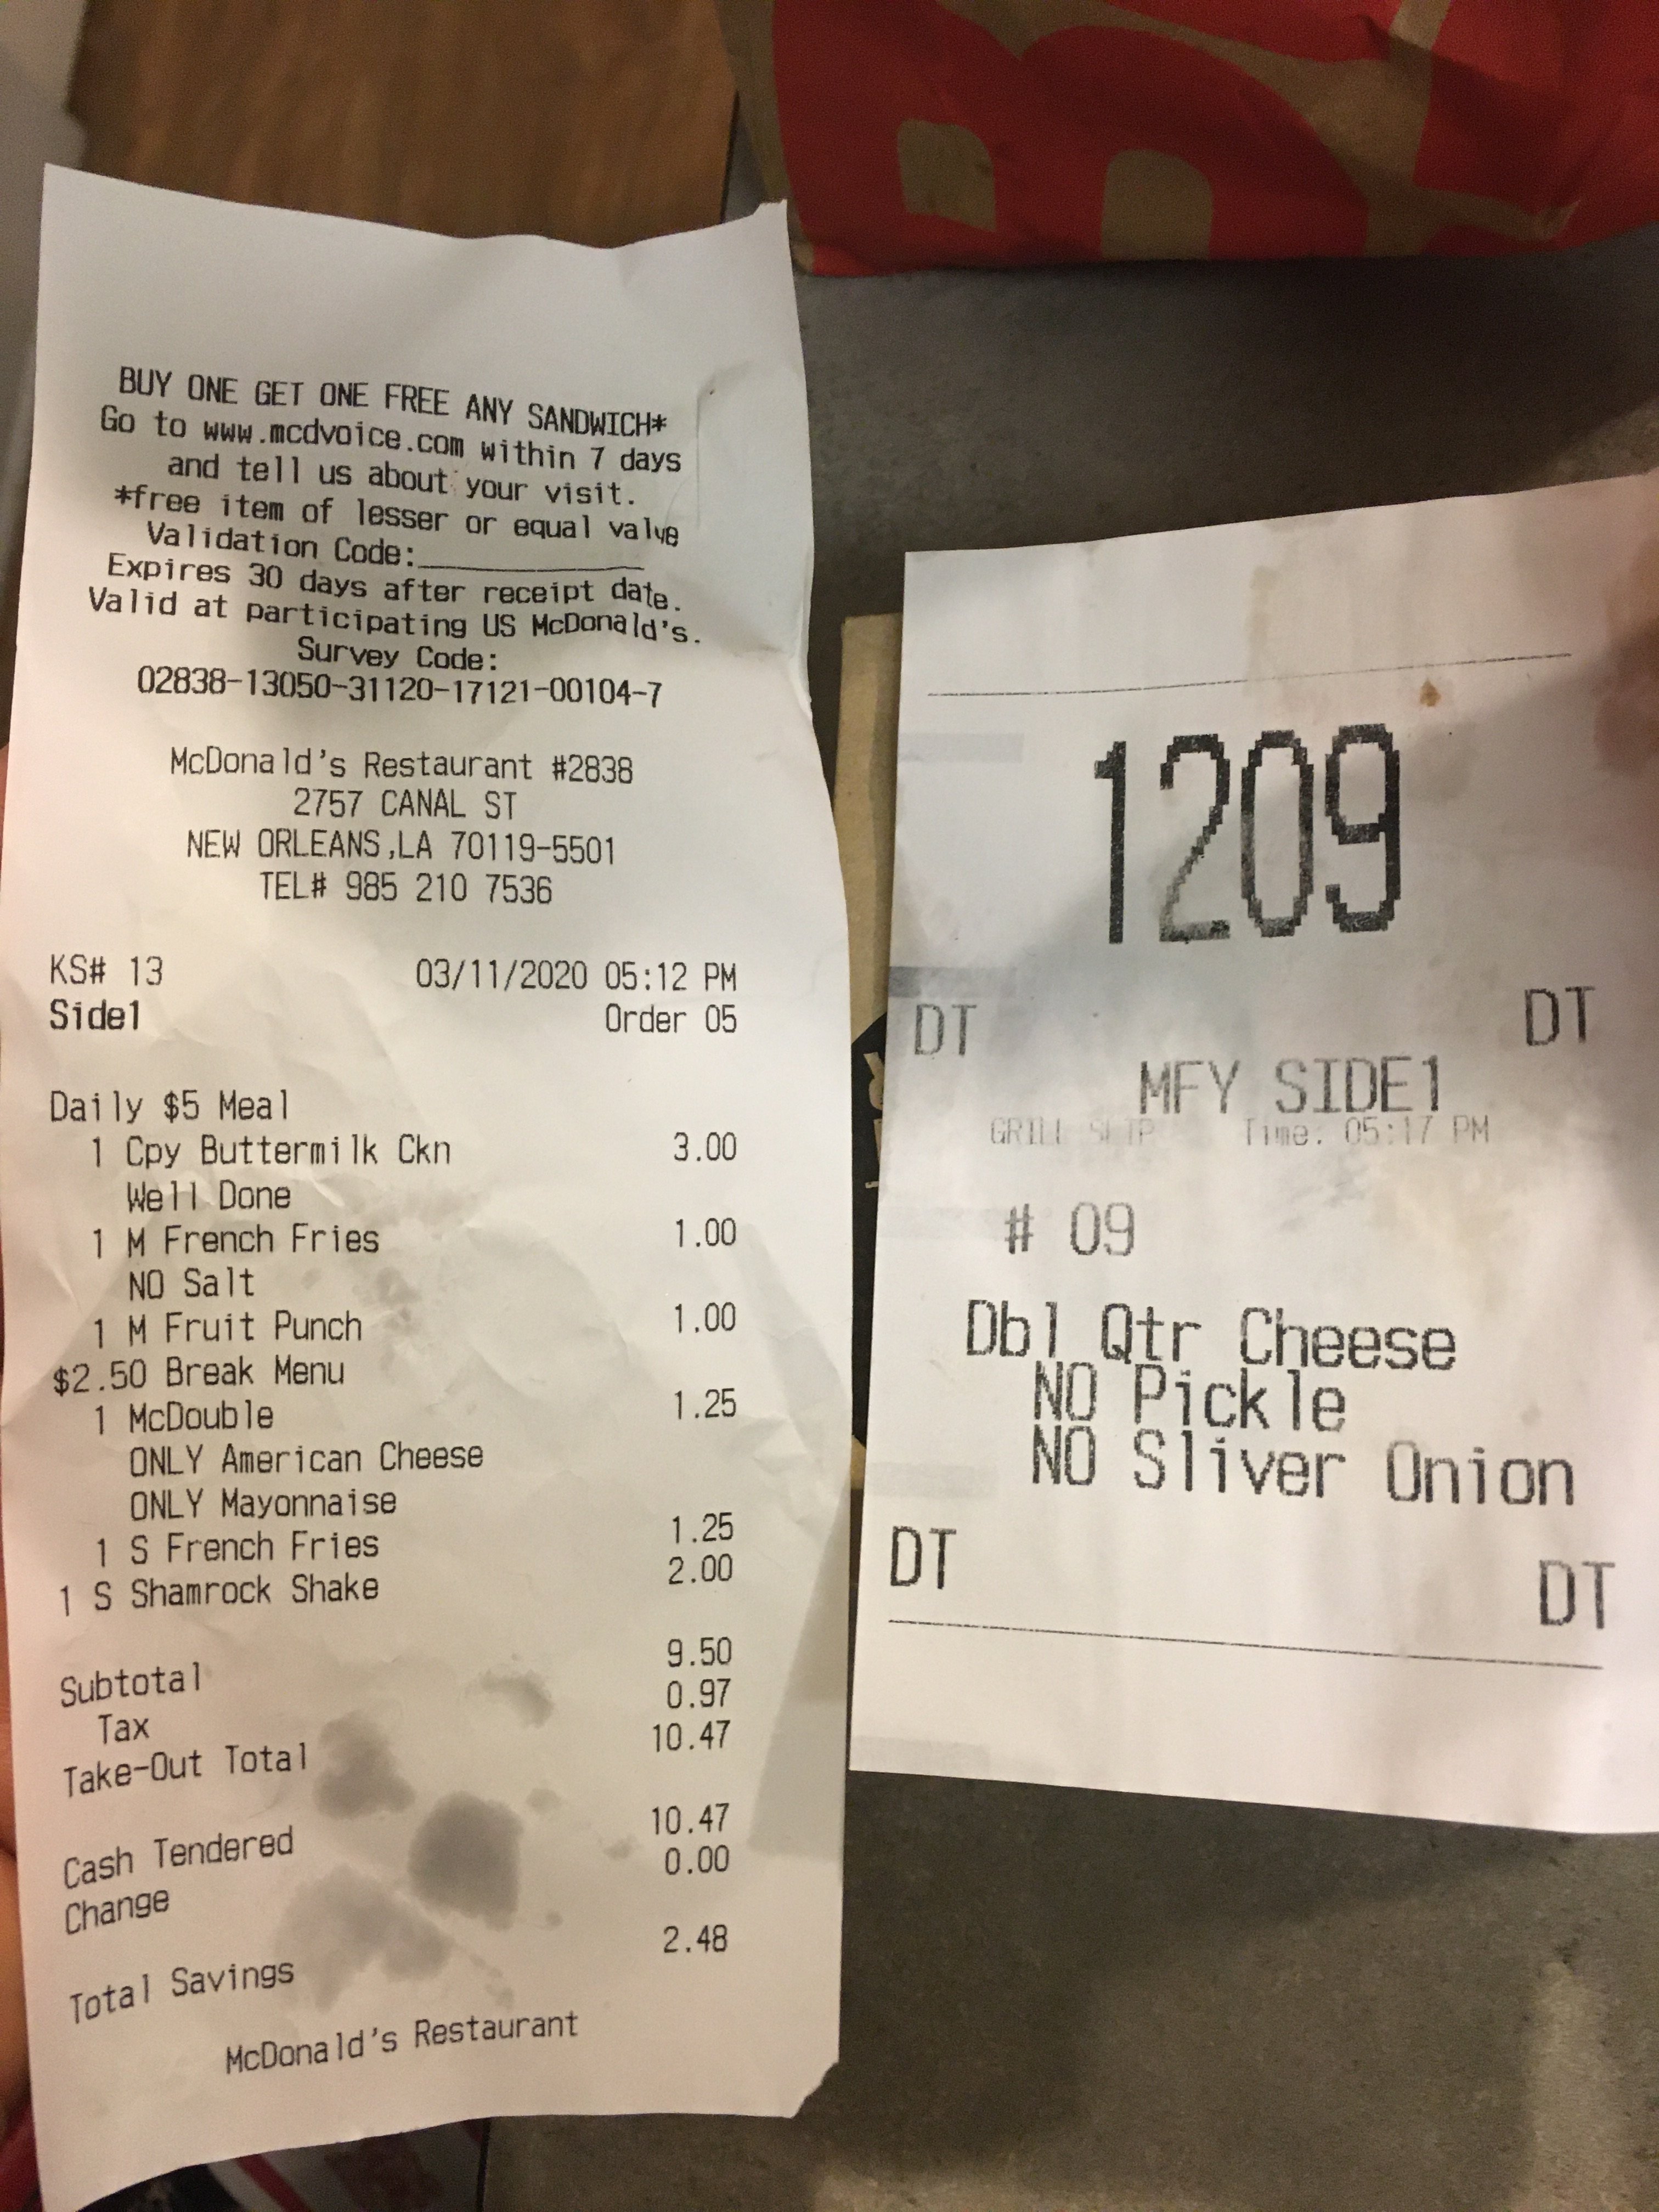 BUY ONE GET ONE FREE ANY SANDWICH*
Go to www.mcdvoice.com within 7 days
and tell us about your visit.
*free item of lesser or equal value
Validation Code:____________
Expires 30 days after receipt date.
Valid at participating US McDonald's.
Survey Code:
02838-13050-31120-17121-00104-7
McDonald's Restaurant #2838
2757 CANAL ST
NEW ORLEANS,LA 70119-5501
TEL# 985 210 7536
KS# 13 03/11/2020 05:12 PM
Side1 Order 05
Daily $5 Meal
1 Cpy Buttermilk Ckn 3.00
Well Done
1 M French Fries 1.00
NO Salt
1 M Fruit Punch 1.00
$2.50 Break Menu
1 McDouble 1.25
ONLY American Cheese
ONLY Mayonnaise
1 S French Fries 1.25
1 S Shamrock Shake 2.00
Subtotal 9.50
Tax 0.97
Take-Out Total 10.47
Cash Tendered 10.47
Change 0.00
Total Savings 2.48
McDonald's Restaurant
1209
DT DT
MFY SIDE1
GRILL SLIP Time: 05:17 PM
# 09
Dbl Qtr Cheese
NO Pickle
NO Sliver Onion
DT DT